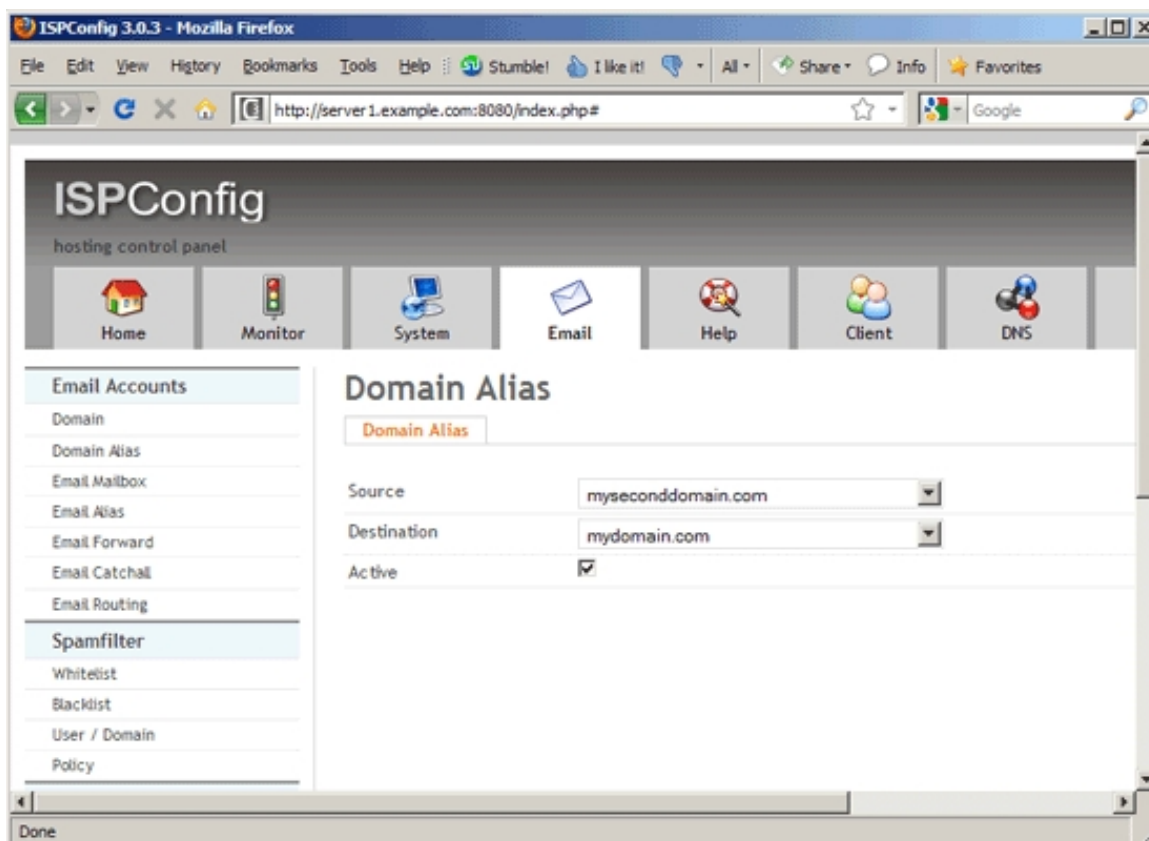 ISPConfig 3.0.3 - Mozilla Firefox
File Edit View History Bookmarks Tools Help Stumble! I like it! All Share Info Favorites
http://server1.example.com:8080/index.php# Google
ISPConfig
hosting control panel
Home Monitor System Email Help Client DNS
Email Accounts
Domain
Domain Alias
Email Mailbox
Email Alias
Email Forward
Email Catchall
Email Routing
Spamfilter
Whitelist
Blacklist
User / Domain
Policy
Domain Alias
Domain Alias
Source myseconddomain.com
Destination mydomain.com
Active
Done